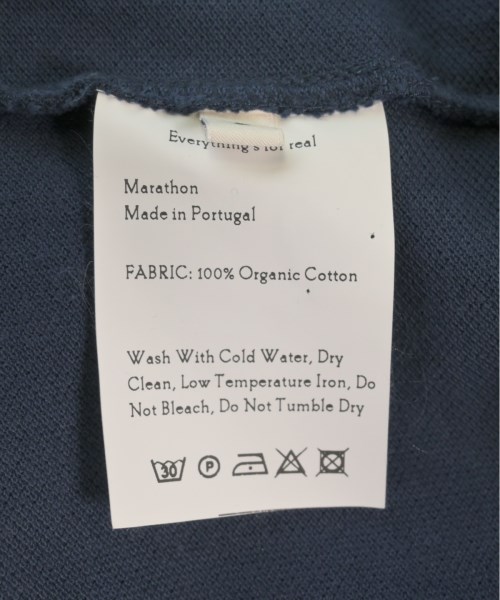 Everything's for real
Marathon
Made in Portugal
FABRIC: 100% Organic Cotton
Wash With Cold Water, Dry
Clean, Low Temperature Iron, Do
Not Bleach, Do Not Tumble Dry
30 P